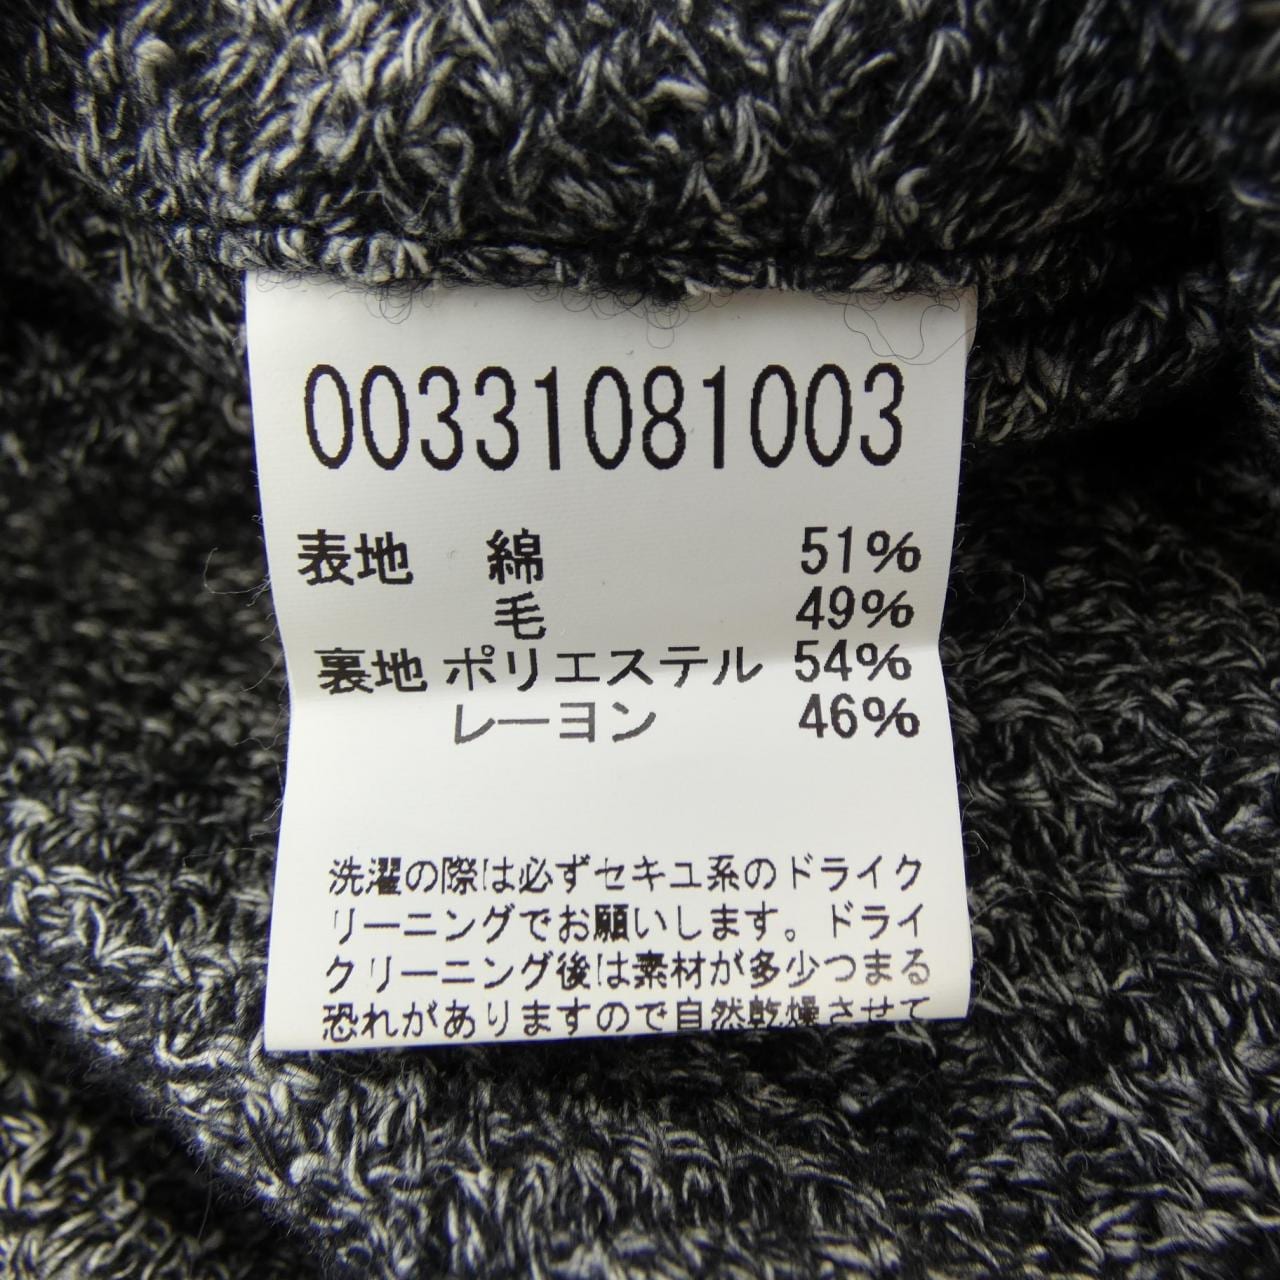 00331081003
表地 綿 51%
毛 49%
裏地 ポリエステル 54%
レーヨン 46%
洗濯の際は必ずセキユ系のドライク
リーニングでお願いします。ドライ
クリーニング後は素材が多少つまる
恐れがありますので自然乾燥させて